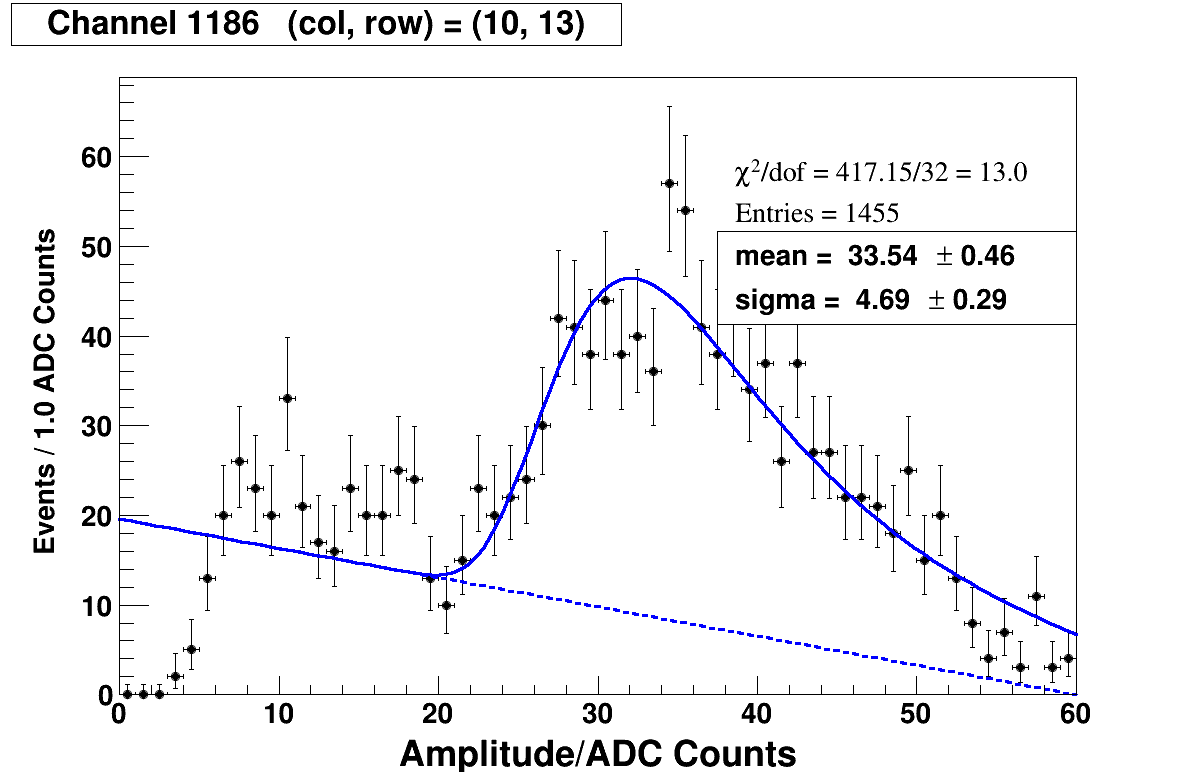 Channel 1186 (col, row) = (10, 13)
χ²/dof = 417.15/32 = 13.0
Entries = 1455
mean = 33.54 ± 0.46
sigma = 4.69 ± 0.29
Events / 1.0 ADC Counts
60
50
40
30
20
10
0
0 10 20 30 40 50 60
Amplitude/ADC Counts